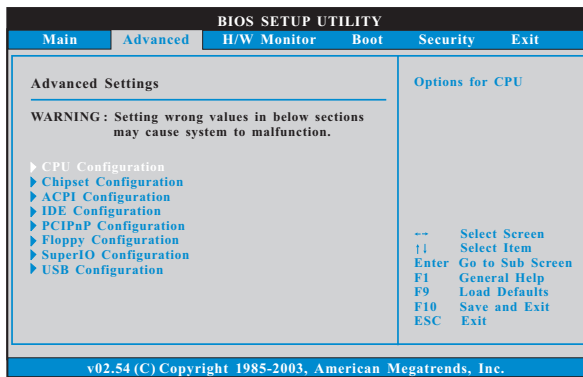 BIOS SETUP UTILITY
Main Advanced H/W Monitor Boot Security Exit
Advanced Settings
WARNING : Setting wrong values in below sections
may cause system to malfunction.
CPU Configuration
Chipset Configuration
ACPI Configuration
IDE Configuration
PCIPnP Configuration
Floppy Configuration
SuperIO Configuration
USB Configuration
Options for CPU
←→ Select Screen
↑↓ Select Item
Enter Go to Sub Screen
F1 General Help
F9 Load Defaults
F10 Save and Exit
ESC Exit
v02.54 (C) Copyright 1985-2003, American Megatrends, Inc.